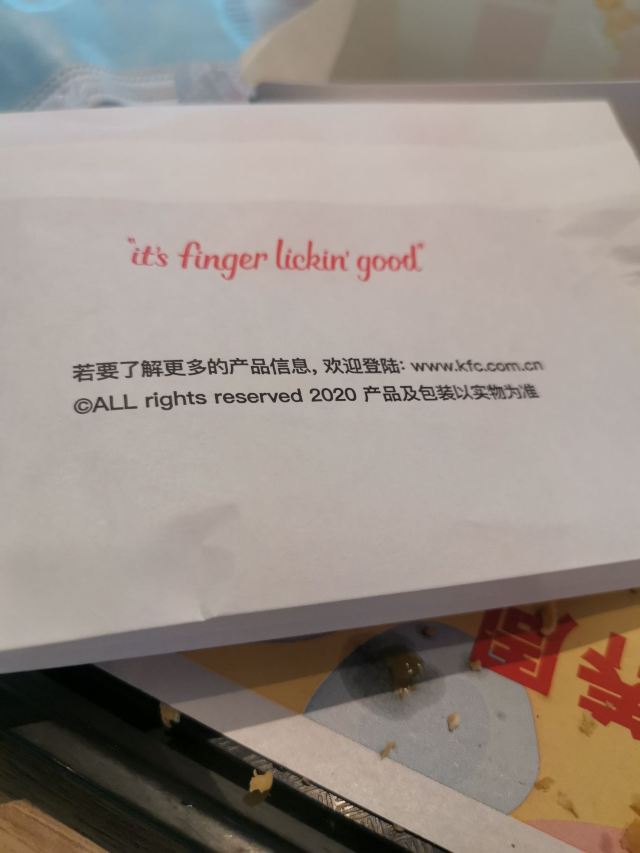 "it's finger lickin' good"
若要了解更多的产品信息, 欢迎登陆: www.kfc.com.cn
©ALL rights reserved 2020 产品及包装以实物为准